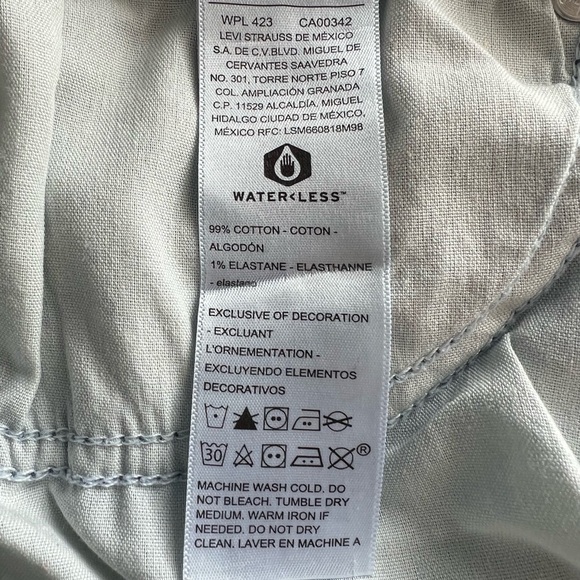 WPL 423 CA00342
LEVI STRAUSS DE MÉXICO
S.A. DE C.V.BLVD. MIGUEL DE
CERVANTES SAAVEDRA
NO. 301, TORRE NORTE PISO 7
COL. AMPLIACIÓN GRANADA
C.P. 11529 ALCALDÍA. MIGUEL
HIDALGO CIUDAD DE MÉXICO,
MÉXICO RFC: LSM660818M98
WATER<LESS™
99% COTTON - COTON -
ALGODÓN
1% ELASTANE - ELASTHANNE
- elastano
EXCLUSIVE OF DECORATION
- EXCLUANT
L'ORNEMENTATION -
EXCLUYENDO ELEMENTOS
DECORATIVOS
30 ®
MACHINE WASH COLD. DO
NOT BLEACH. TUMBLE DRY
MEDIUM. WARM IRON IF
NEEDED. DO NOT DRY
CLEAN. LAVER EN MACHINE A